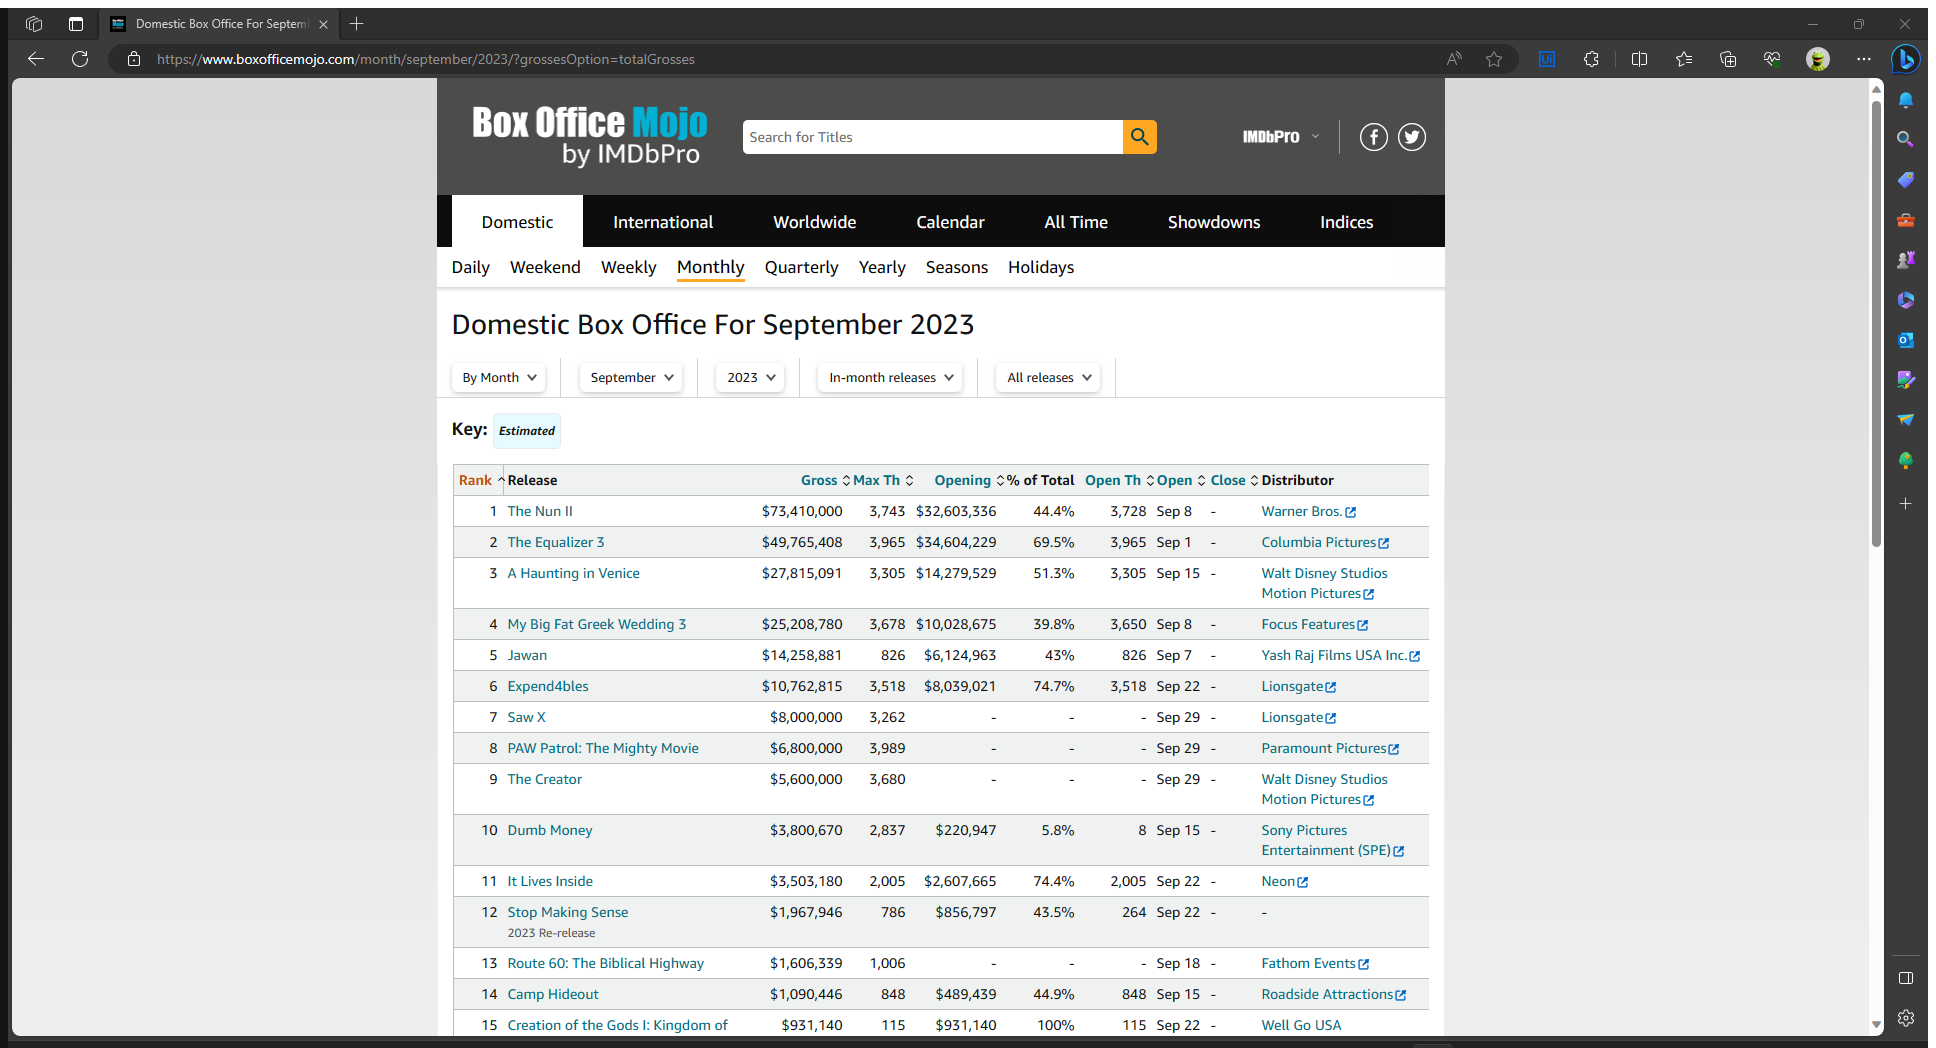 Domestic Box Office For Septem
https://www.boxofficemojo.com/month/september/2023/?grossesOption=totalGrosses
Box Office Mojo
by IMDbPro
Search for Titles
IMDbPro
Domestic International Worldwide Calendar All Time Showdowns Indices
Daily Weekend Weekly Monthly Quarterly Yearly Seasons Holidays
Domestic Box Office For September 2023
By Month September 2023 In-month releases All releases
Key: Estimated
Rank Release Gross Max Th Opening % of Total Open Th Open Close Distributor
1 The Nun II $73,410,000 3,743 $32,603,336 44.4% 3,728 Sep 8 - Warner Bros.
2 The Equalizer 3 $49,765,408 3,965 $34,604,229 69.5% 3,965 Sep 1 - Columbia Pictures
3 A Haunting in Venice $27,815,091 3,305 $14,279,529 51.3% 3,305 Sep 15 - Walt Disney Studios
Motion Pictures
4 My Big Fat Greek Wedding 3 $25,208,780 3,678 $10,028,675 39.8% 3,650 Sep 8 - Focus Features
5 Jawan $14,258,881 826 $6,124,963 43% 826 Sep 7 - Yash Raj Films USA Inc.
6 Expend4bles $10,762,815 3,518 $8,039,021 74.7% 3,518 Sep 22 - Lionsgate
7 Saw X $8,000,000 3,262 - - - Sep 29 - Lionsgate
8 PAW Patrol: The Mighty Movie $6,800,000 3,989 - - - Sep 29 - Paramount Pictures
9 The Creator $5,600,000 3,680 - - - Sep 29 - Walt Disney Studios
Motion Pictures
10 Dumb Money $3,800,670 2,837 $220,947 5.8% 8 Sep 15 - Sony Pictures
Entertainment (SPE)
11 It Lives Inside $3,503,180 2,005 $2,607,665 74.4% 2,005 Sep 22 - Neon
12 Stop Making Sense $1,967,946 786 $856,797 43.5% 264 Sep 22 - -
2023 Re-release
13 Route 60: The Biblical Highway $1,606,339 1,006 - - - Sep 18 - Fathom Events
14 Camp Hideout $1,090,446 848 $489,439 44.9% 848 Sep 15 - Roadside Attractions
15 Creation of the Gods I: Kingdom of $931,140 115 $931,140 100% 115 Sep 22 - Well Go USA